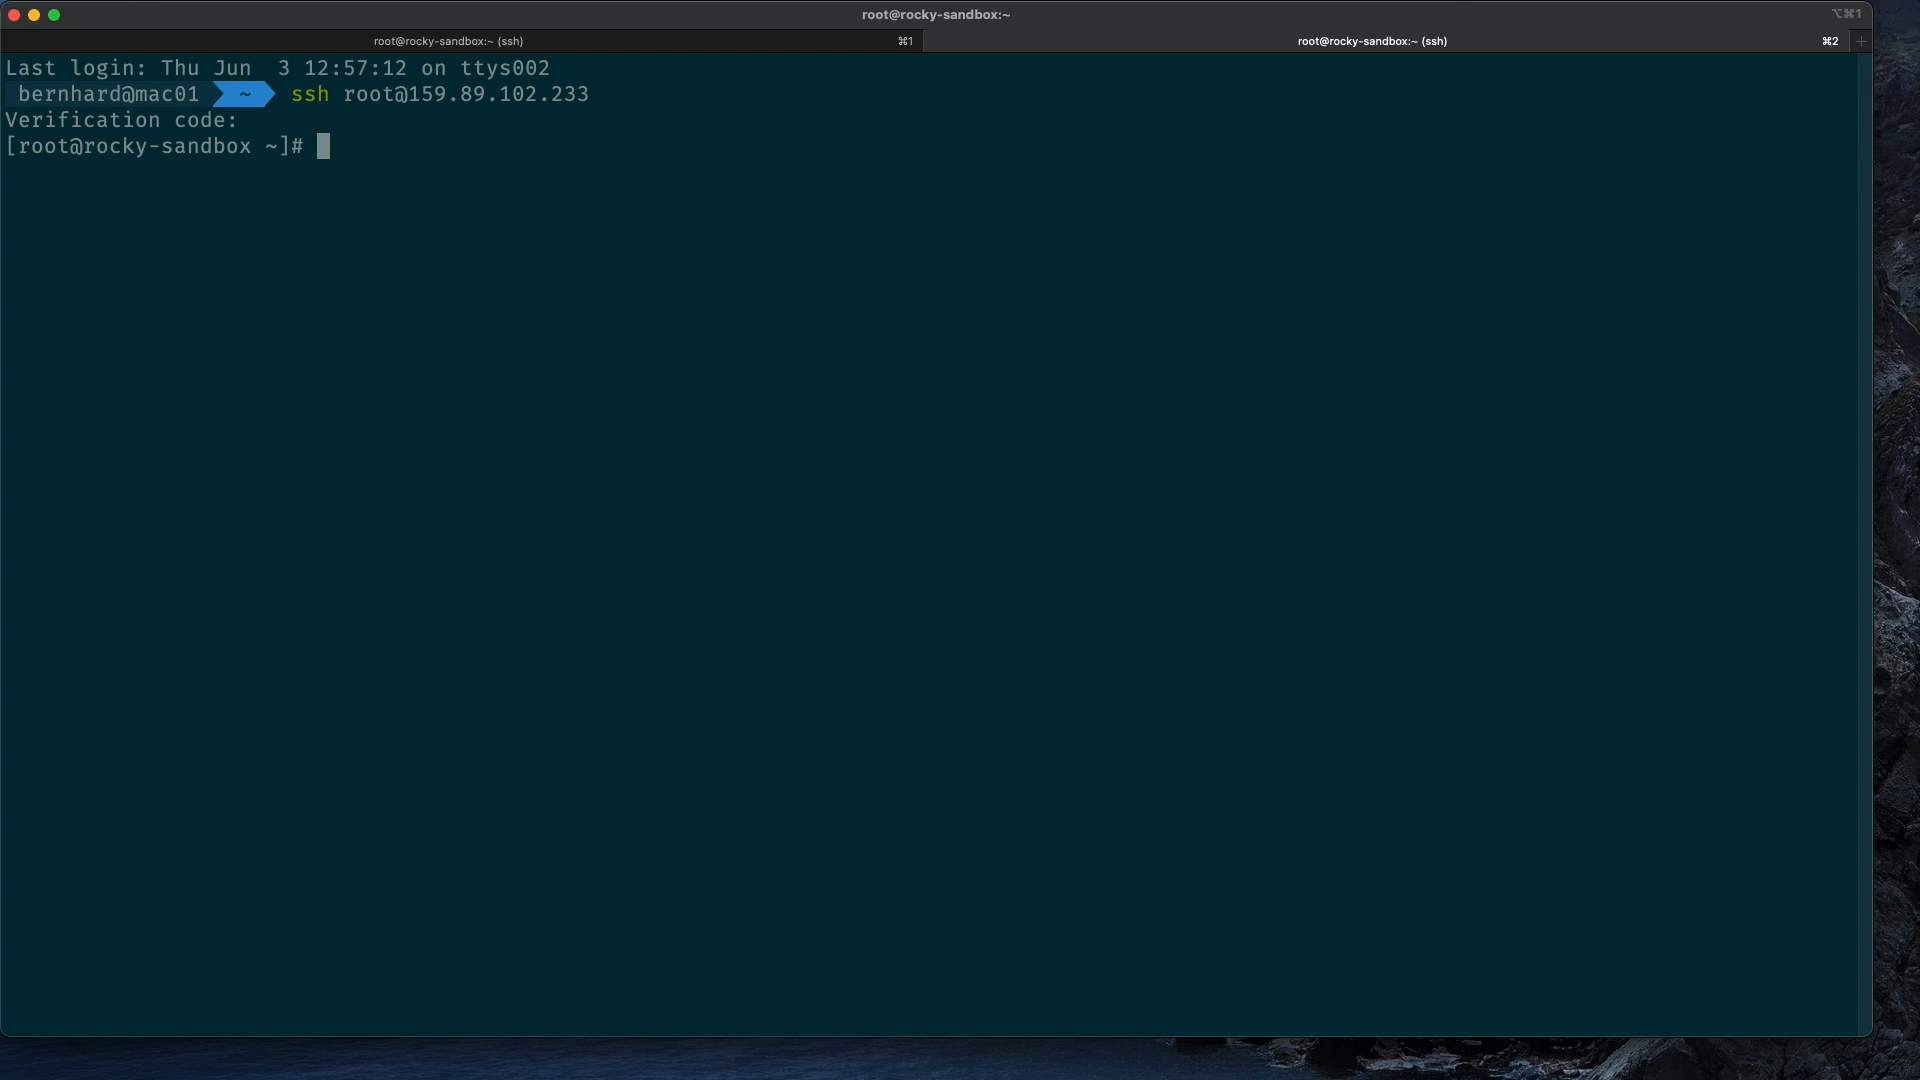 root@rocky-sandbox:~
⌥⌘1
root@rocky-sandbox:~ (ssh) ⌘1
root@rocky-sandbox:~ (ssh) ⌘2 +
Last login: Thu Jun  3 12:57:12 on ttys002
bernhard@mac01 ~ ssh root@159.89.102.233
Verification code:
[root@rocky-sandbox ~]#